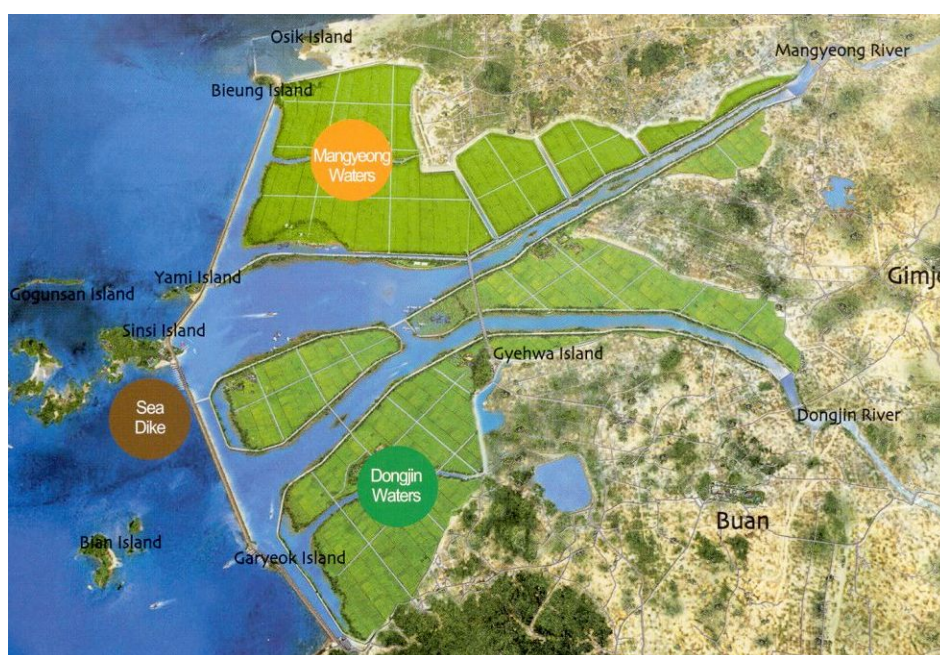 Osik Island
Mangyeong River
Bieung Island
Mangyeong
Waters
Yami Island
Gogunsan Island
Gimje
Sinsi Island
Gyehwa Island
Sea
Dike
Dongjin River
Dongjin
Waters
Buan
Bian Island
Garyeok Island